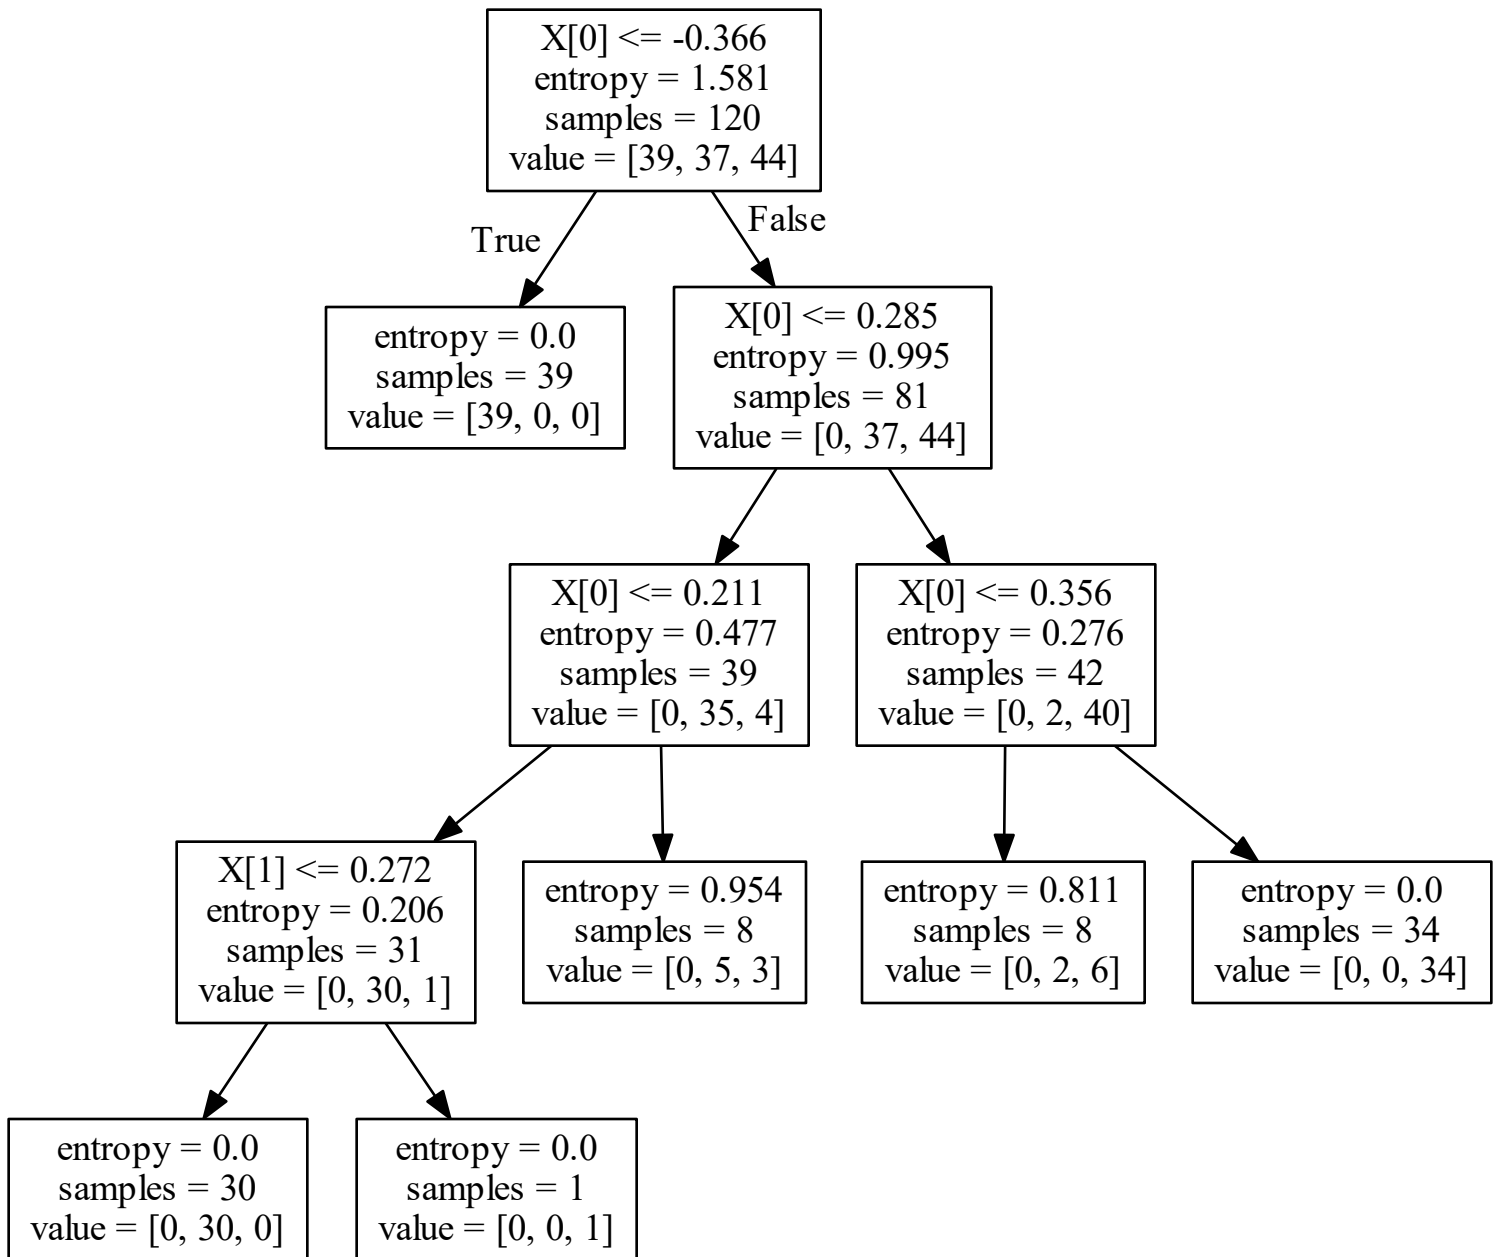 X[0] <= -0.366
entropy = 1.581
samples = 120
value = [39, 37, 44]
True
False
entropy = 0.0
samples = 39
value = [39, 0, 0]
X[0] <= 0.285
entropy = 0.995
samples = 81
value = [0, 37, 44]
X[0] <= 0.211
entropy = 0.477
samples = 39
value = [0, 35, 4]
X[0] <= 0.356
entropy = 0.276
samples = 42
value = [0, 2, 40]
X[1] <= 0.272
entropy = 0.206
samples = 31
value = [0, 30, 1]
entropy = 0.954
samples = 8
value = [0, 5, 3]
entropy = 0.811
samples = 8
value = [0, 2, 6]
entropy = 0.0
samples = 34
value = [0, 0, 34]
entropy = 0.0
samples = 30
value = [0, 30, 0]
entropy = 0.0
samples = 1
value = [0, 0, 1]